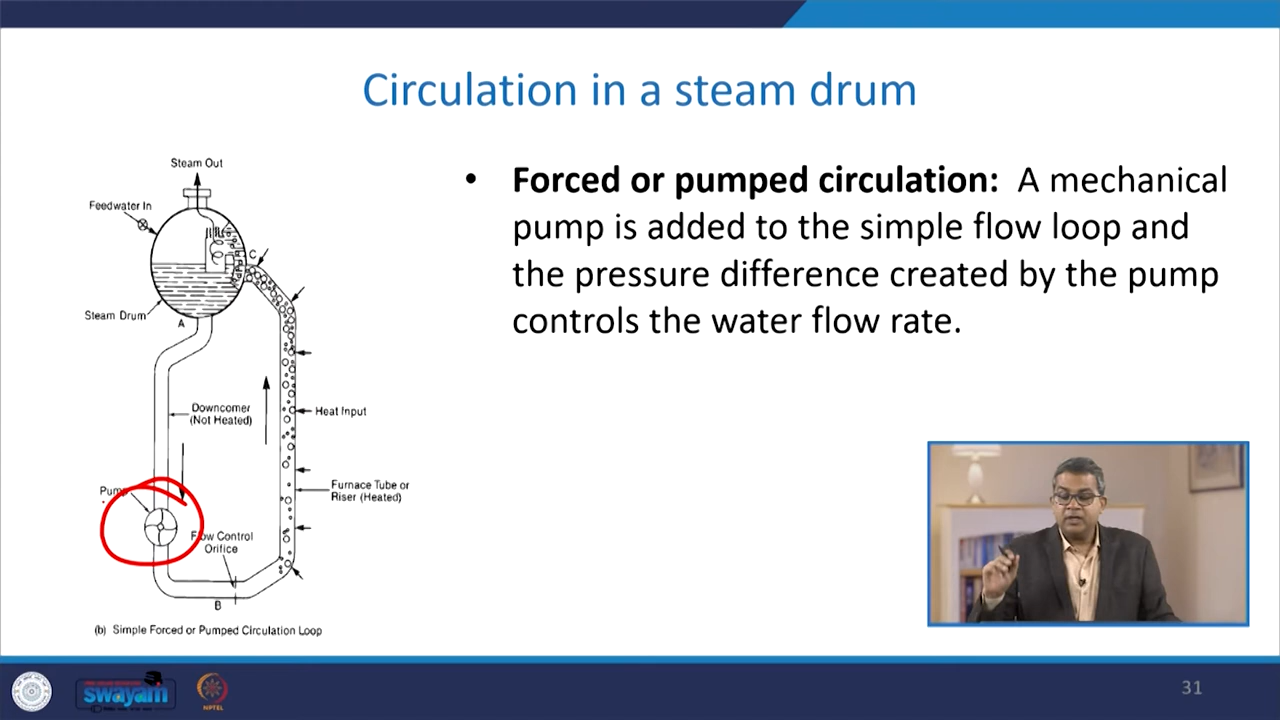 Circulation in a steam drum
Steam Out
Feedwater In
C
Steam Drum
A
Downcomer
(Not Heated)
Heat Input
Pump
Furnace Tube or
Riser (Heated)
Flow Control
Orifice
B
(b) Simple Forced or Pumped Circulation Loop
• Forced or pumped circulation: A mechanical
pump is added to the simple flow loop and
the pressure difference created by the pump
controls the water flow rate.
swayam
NPTEL
31